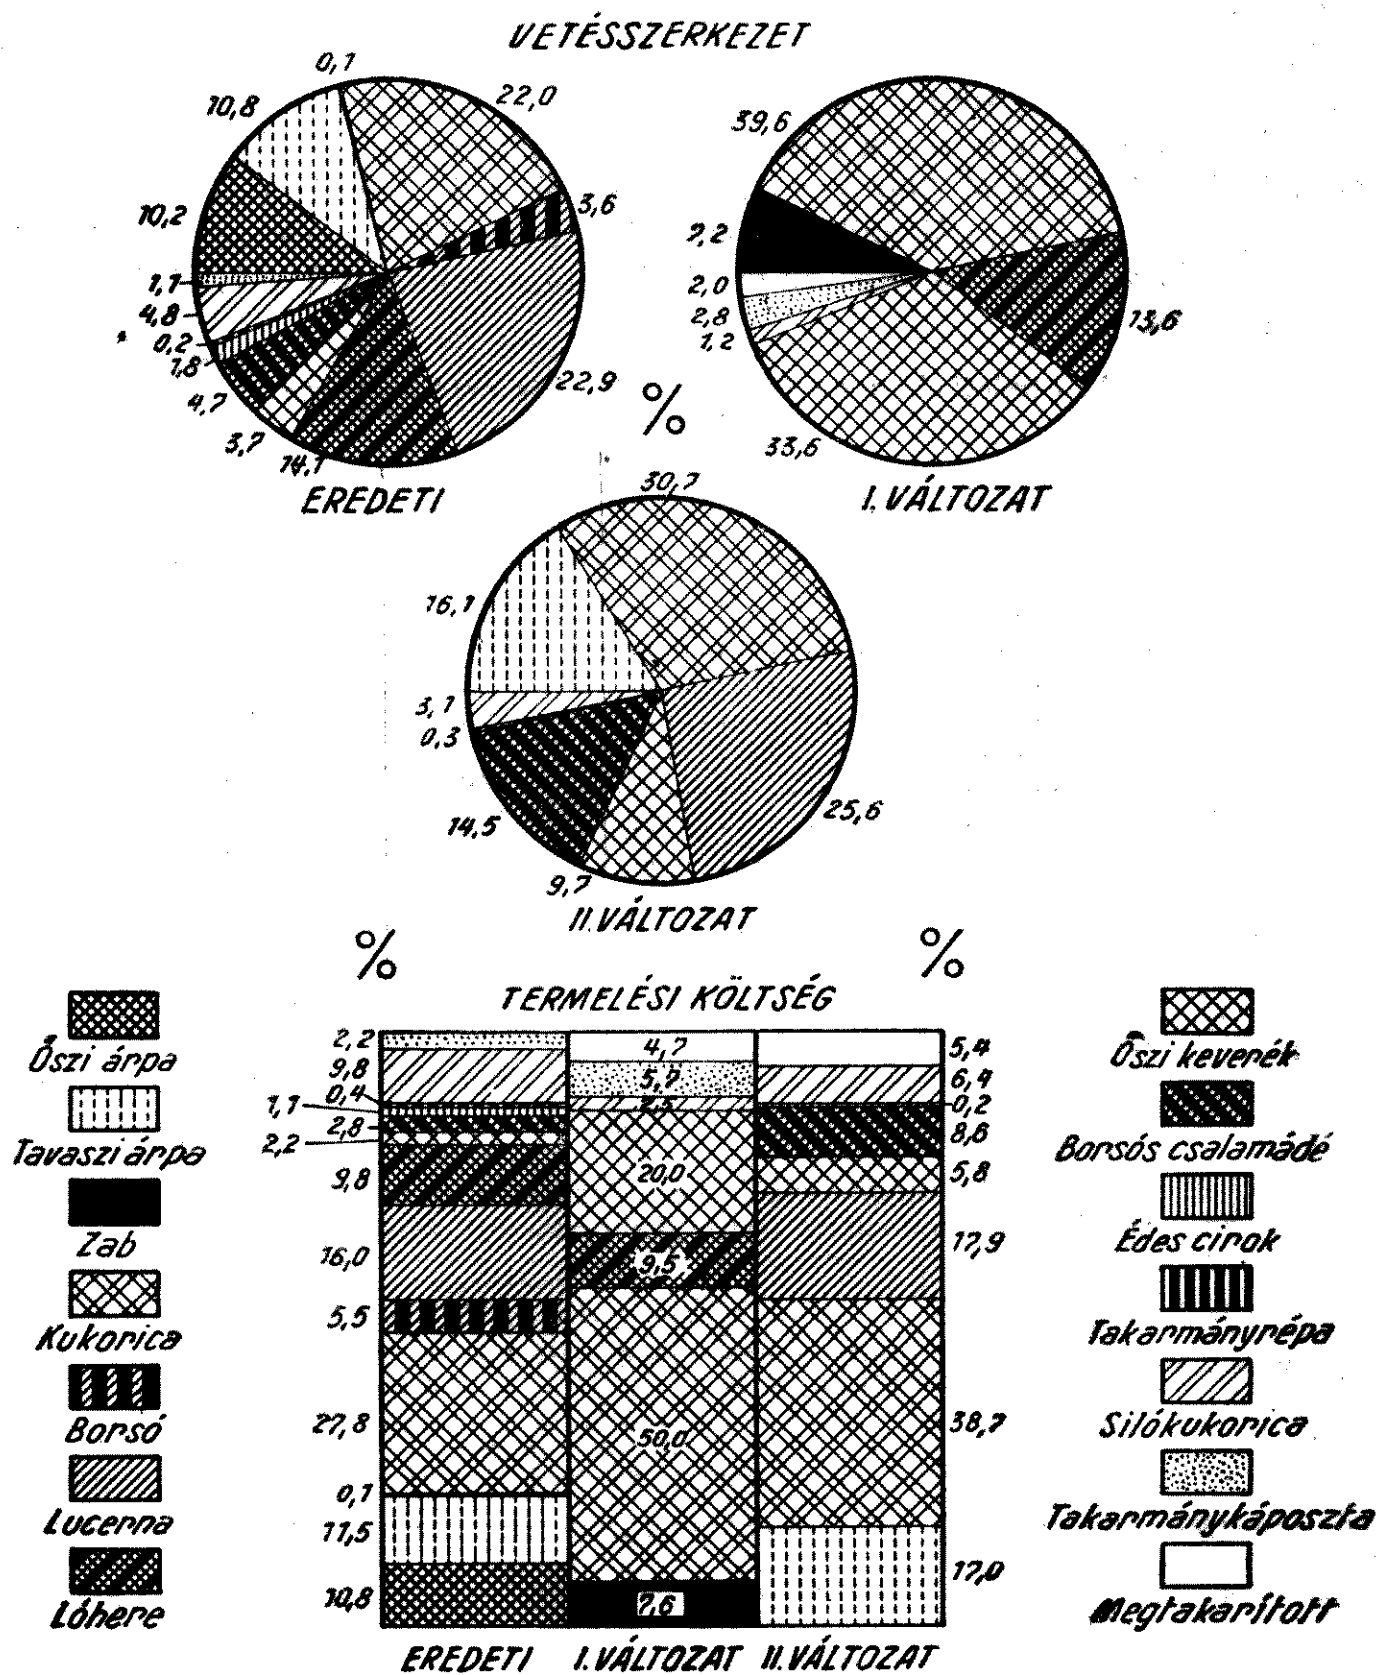 VETÉSSZERKEZET
0,1
10,8
22,0
3,6
10,2
1,1
4,8
0,2
1,8
4,7
3,7
14,1
22,9
EREDETI
%
39,6
7,2
2,0
2,8
1,2
13,6
33,6
I. VÁLTOZAT
30,7
16,1
3,1
0,3
14,5
9,7
25,6
II. VÁLTOZAT
%
%
TERMELÉSI KÖLTSÉG
2,2
9,8
0,4
1,1
2,8
2,2
9,8
16,0
5,5
27,8
0,1
11,5
10,8
4,7
5,7
2,5
20,0
9,5
50,0
7,6
5,4
6,4
0,2
8,6
5,8
17,9
38,7
17,0
EREDETI I. VÁLTOZAT II. VÁLTOZAT
Őszi árpa
Tavaszi árpa
Zab
Kukorica
Borsó
Lucerna
Lóhere
Őszi keverék
Borsós csalamádé
Édes cirok
Takarmányrépa
Silókukorica
Takarmánykáposzta
Megtakarított